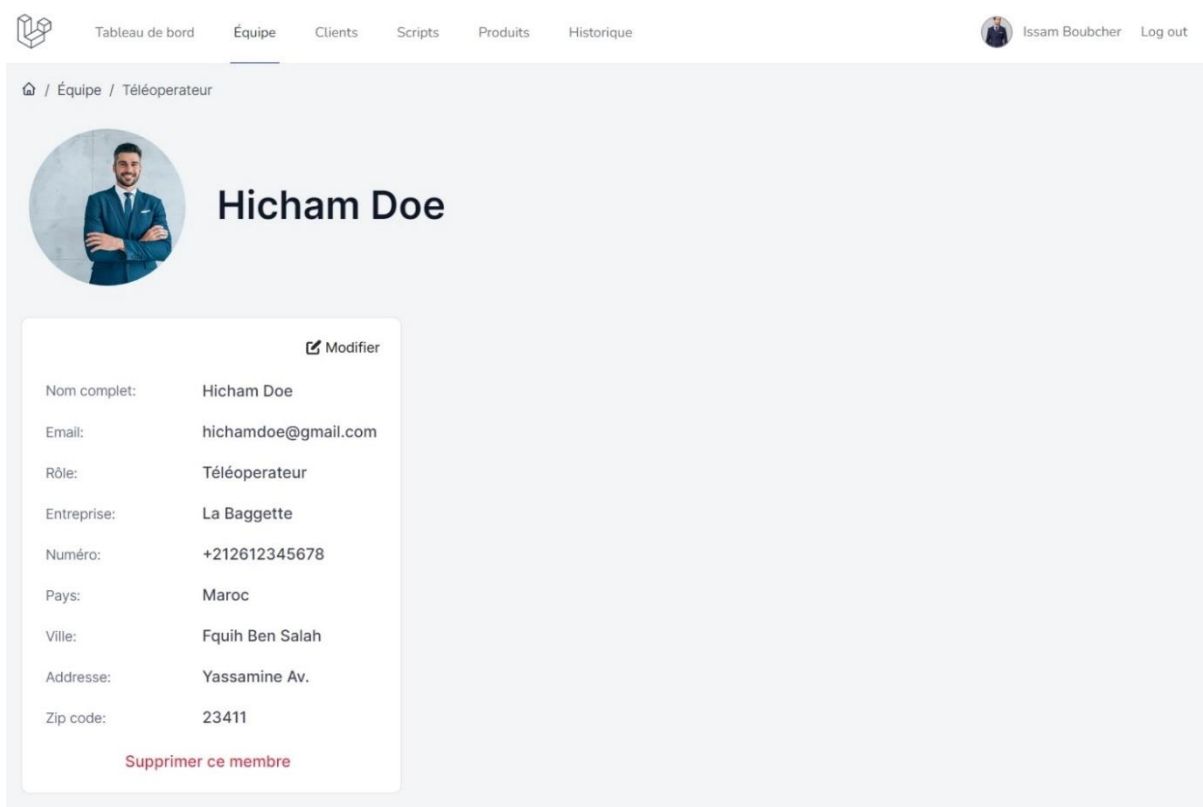 Tableau de bord Équipe Clients Scripts Produits Historique Issam Boubcher Log out
/ Équipe / Téléoperateur
Hicham Doe
Modifier
Nom complet: Hicham Doe
Email: hichamdoe@gmail.com
Rôle: Téléoperateur
Entreprise: La Baggette
Numéro: +212612345678
Pays: Maroc
Ville: Fquih Ben Salah
Addresse: Yassamine Av.
Zip code: 23411
Supprimer ce membre